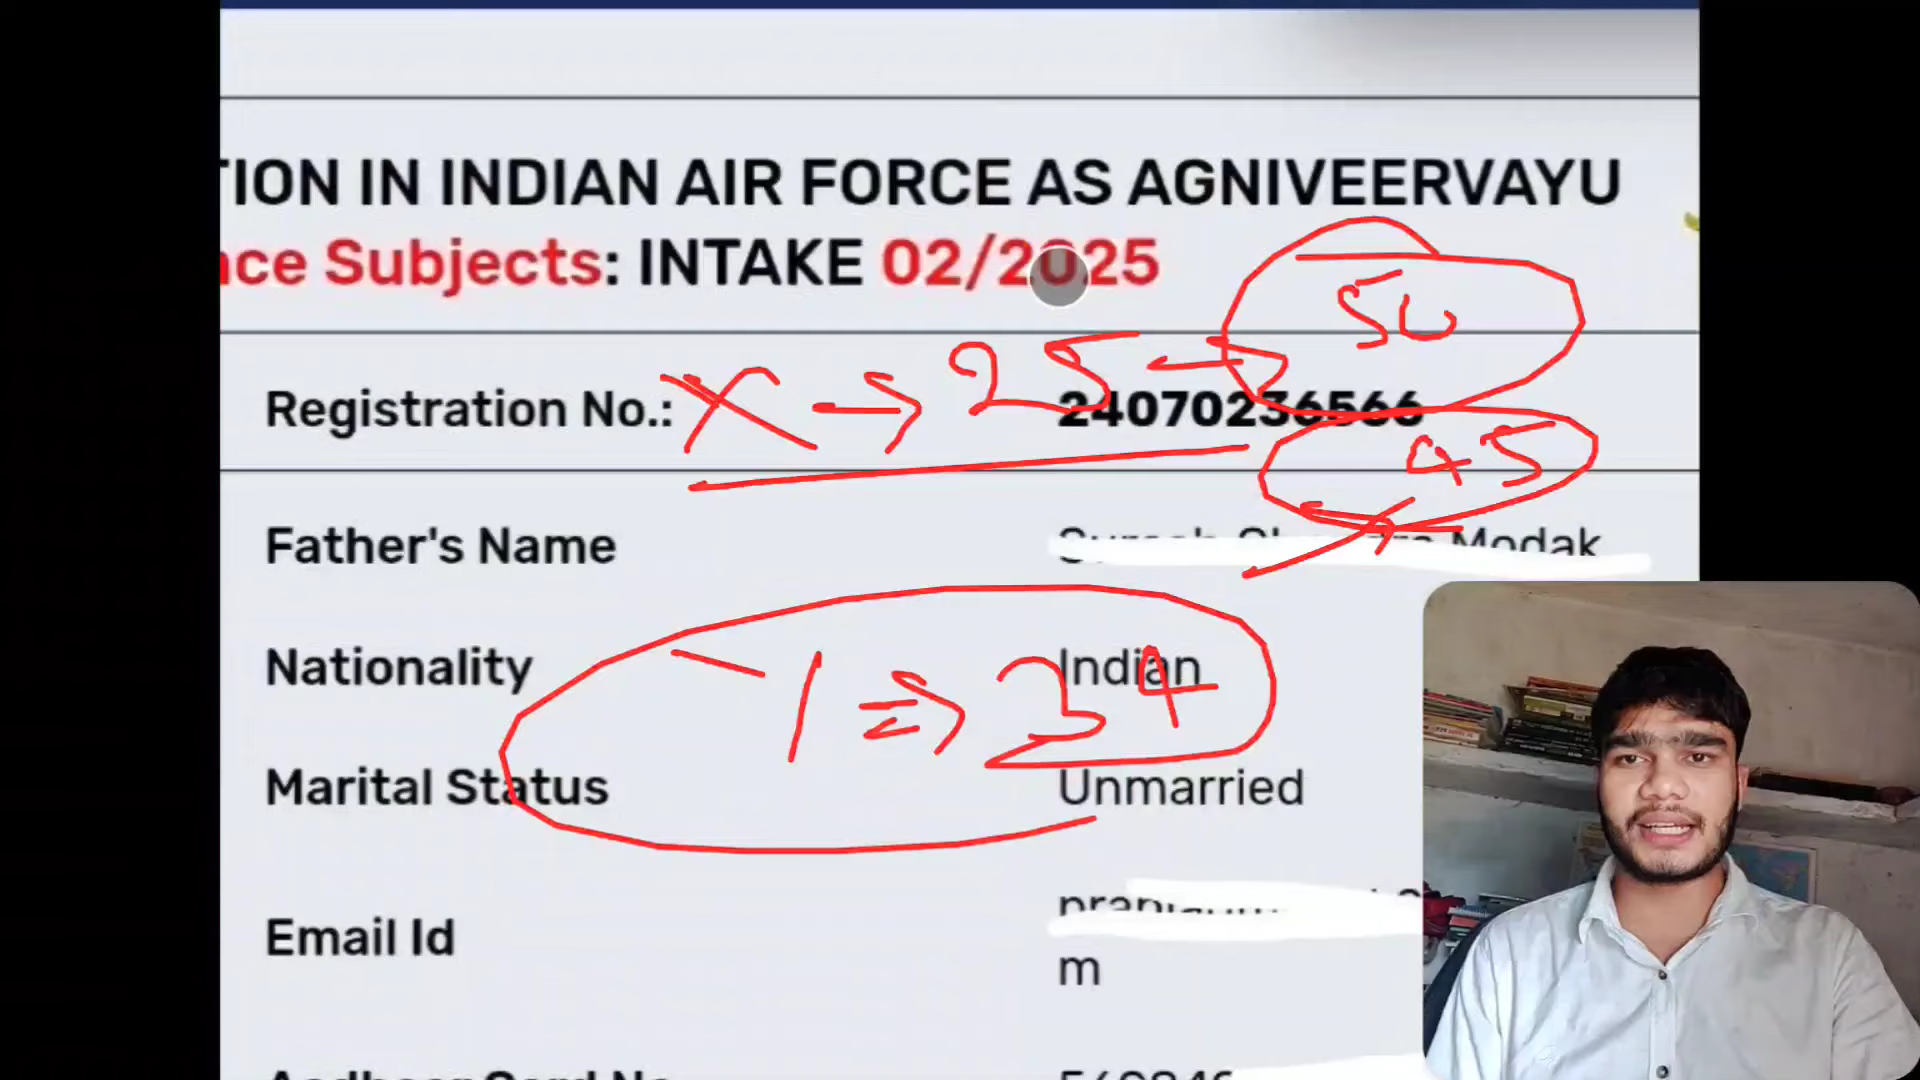 TION IN INDIAN AIR FORCE AS AGNIVEERVAYU
nce Subjects: INTAKE 02/2025
50
Registration No.: X → 25 24070236566
45
Father's Name Modak
Nationality Indian
1 ⇒ 34
Marital Status Unmarried
Email Id
m